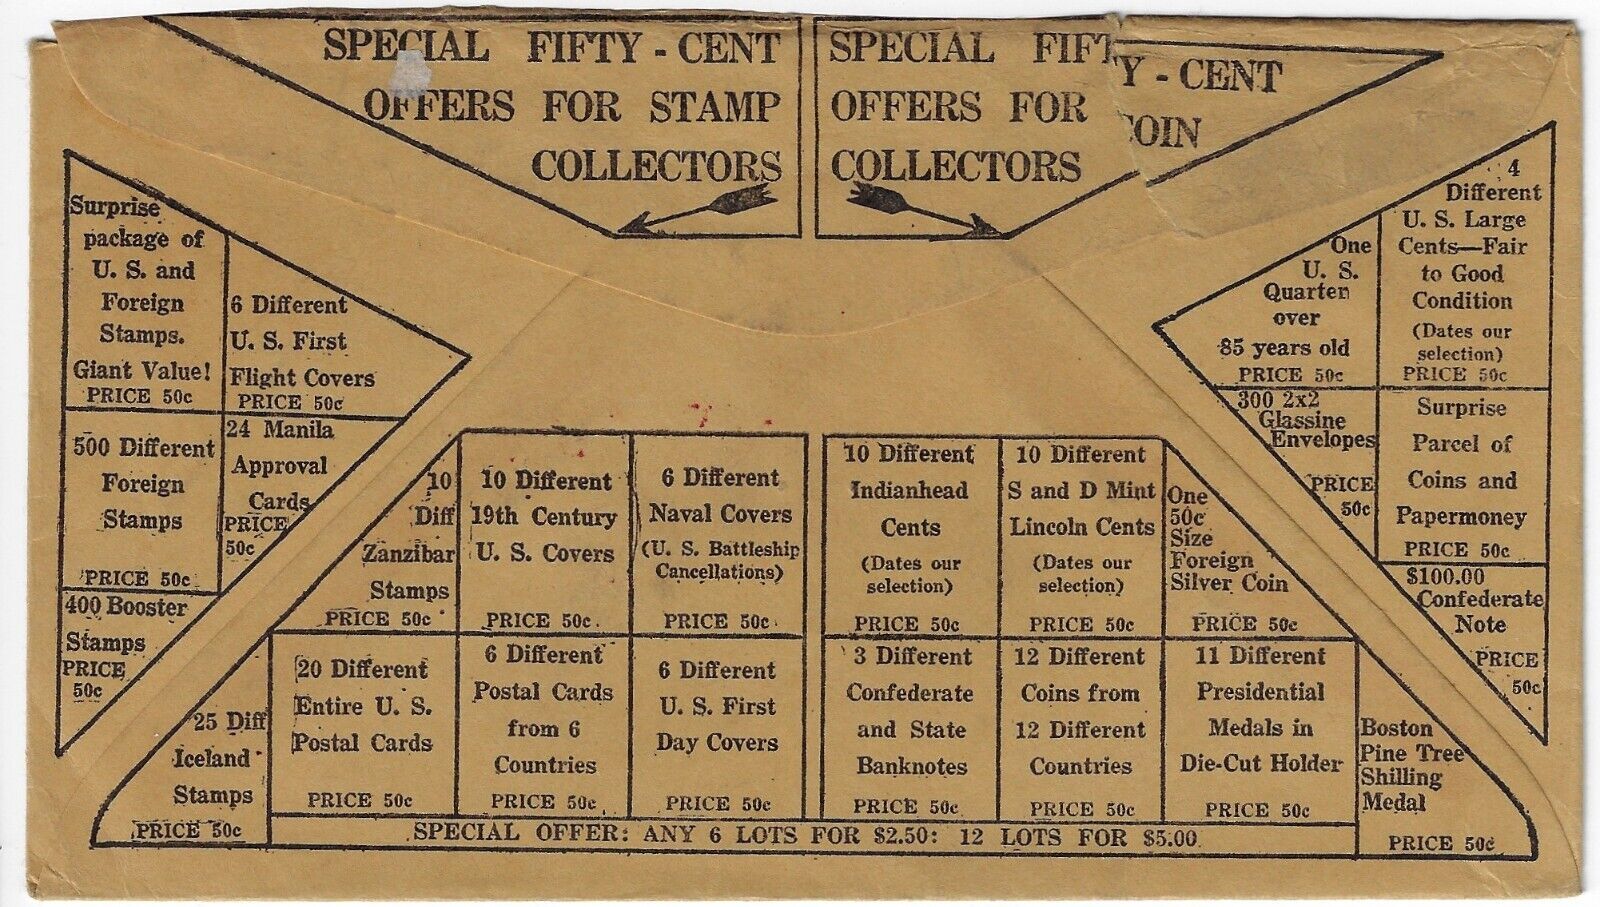 SPECIAL FIFTY - CENT
OFFERS FOR STAMP
COLLECTORS
SPECIAL FIFTY - CENT
OFFERS FOR COIN
COLLECTORS
Surprise
package of
U. S. and
Foreign
Stamps.
Giant Value!
PRICE 50c
6 Different
U. S. First
Flight Covers
PRICE 50c
500 Different
Foreign
Stamps
PRICE 50c
24 Manila
Approval
Cards
PRICE
50c
400 Booster
Stamps
PRICE
50c
10
Diff
Zanzibar
Stamps
PRICE 50c
10 Different
19th Century
U. S. Covers
PRICE 50c.
6 Different
Naval Covers
(U. S. Battleship
Cancellations)
PRICE 50c
25 Diff
Iceland
Stamps
PRICE 50c
20 Different
Entire U. S.
Postal Cards
PRICE 50c
6 Different
Postal Cards
from 6
Countries
PRICE 50c
6 Different
U. S. First
Day Covers
PRICE 50c
10 Different
Indianhead
Cents
(Dates our
selection)
PRICE 50c
10 Different
S and D Mint
Lincoln Cents
(Dates our
selection)
PRICE 50c
One
50c
Size
Foreign
Silver Coin
PRICE 50c
3 Different
Confederate
and State
Banknotes
PRICE 50c
12 Different
Coins from
12 Different
Countries
PRICE 50c
11 Different
Presidential
Medals in
Die-Cut Holder
PRICE 50c
Boston
Pine Tree
Shilling
Medal
PRICE 50c
One
U. S.
Quarter
over
85 years old
PRICE 50c
4
Different
U. S. Large
Cents—Fair
to Good
Condition
(Dates our
selection)
PRICE 50c
300 2x2
Glassine
Envelopes
PRICE
50c
Surprise
Parcel of
Coins and
Papermoney
PRICE 50c
$100.00
Confederate
Note
PRICE
50c
SPECIAL OFFER: ANY 6 LOTS FOR $2.50: 12 LOTS FOR $5.00